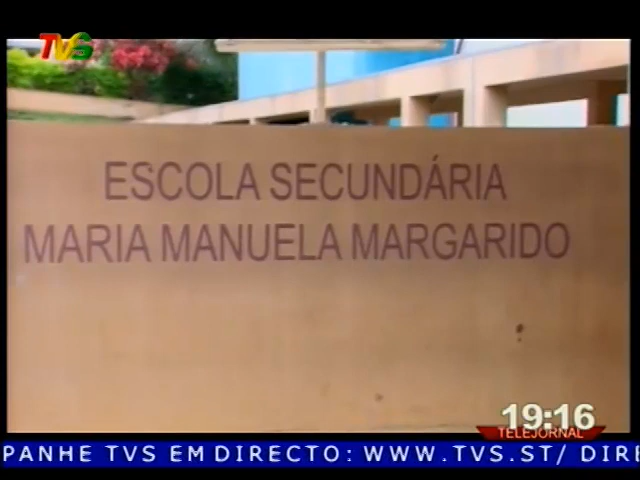 TVS
ESCOLA SECUNDÁRIA
MARIA MANUELA MARGARIDO
19:16
TELEJORNAL
PANHE TVS EM DIRECTO: WWW.TVS.ST/ DIRE